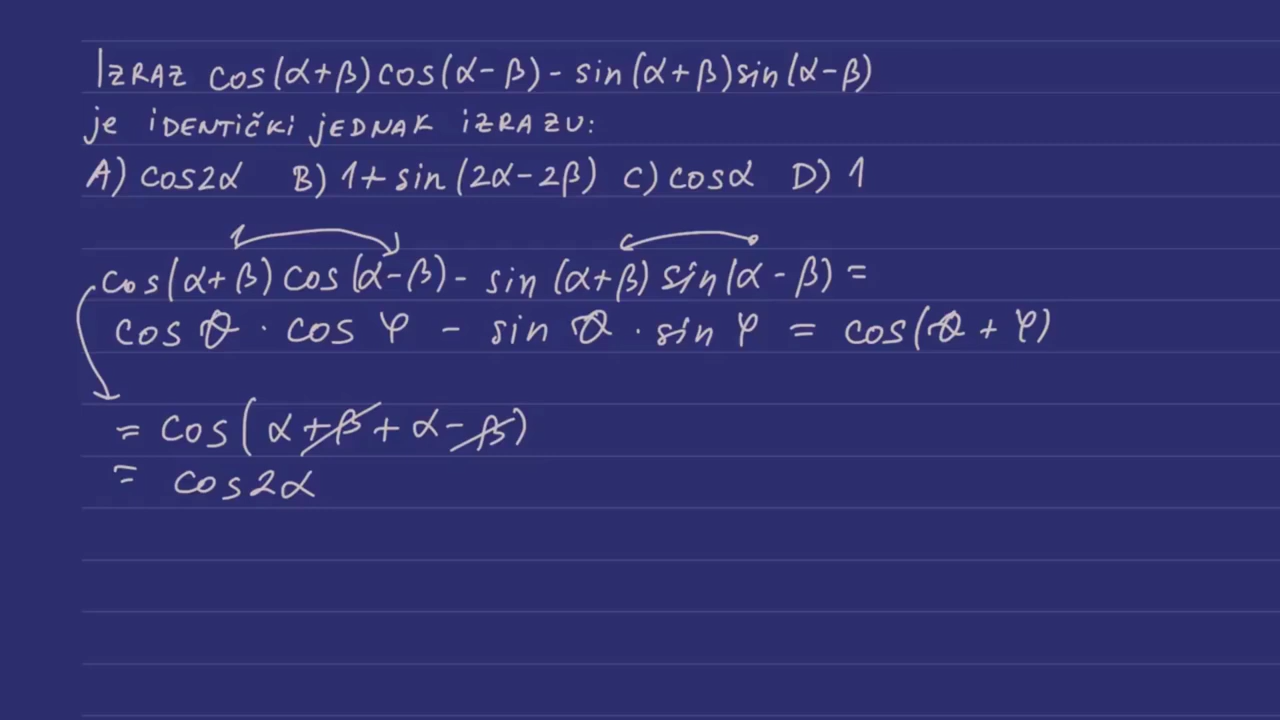 IZRAZ cos(α+β)cos(α-β)- sin(α+β)sin(α-β)
je IDENTIČKI JEDNAK IZRAZU:
A) cos2α B) 1+ sin(2α-2β) C) cosα D) 1
cos(α+β)cos(α-β)- sin(α+β)sin(α-β)=
cos θ · cos φ - sin θ · sin φ = cos(θ + φ)
= cos(α+β+α-β)
= cos2α